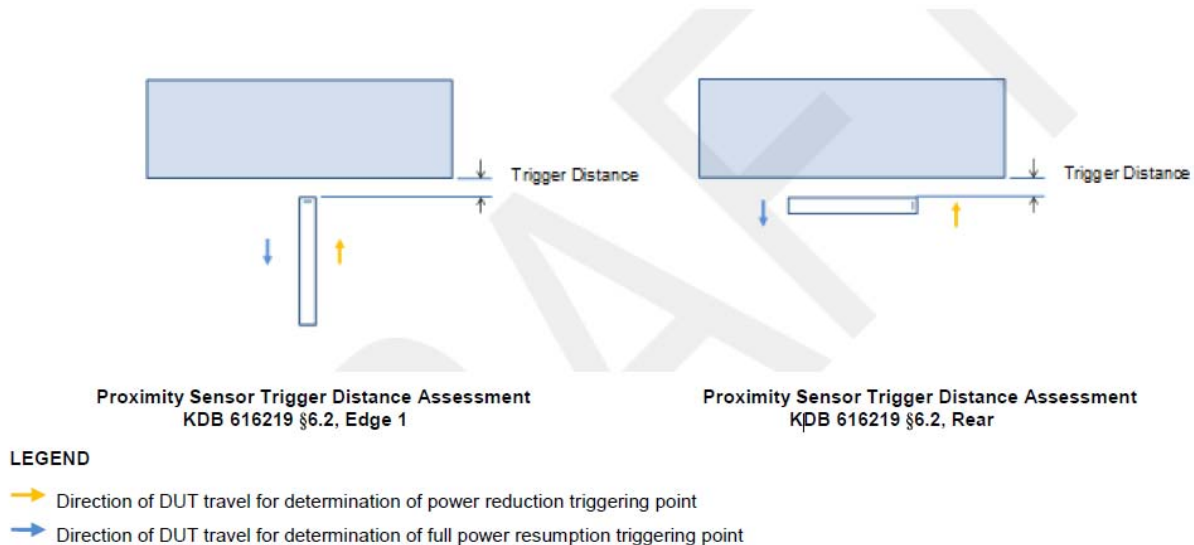 Trigger Distance
Trigger Distance
Proximity Sensor Trigger Distance Assessment
KDB 616219 §6.2, Edge 1
Proximity Sensor Trigger Distance Assessment
KDB 616219 §6.2, Rear
LEGEND
Direction of DUT travel for determination of power reduction triggering point
Direction of DUT travel for determination of full power resumption triggering point